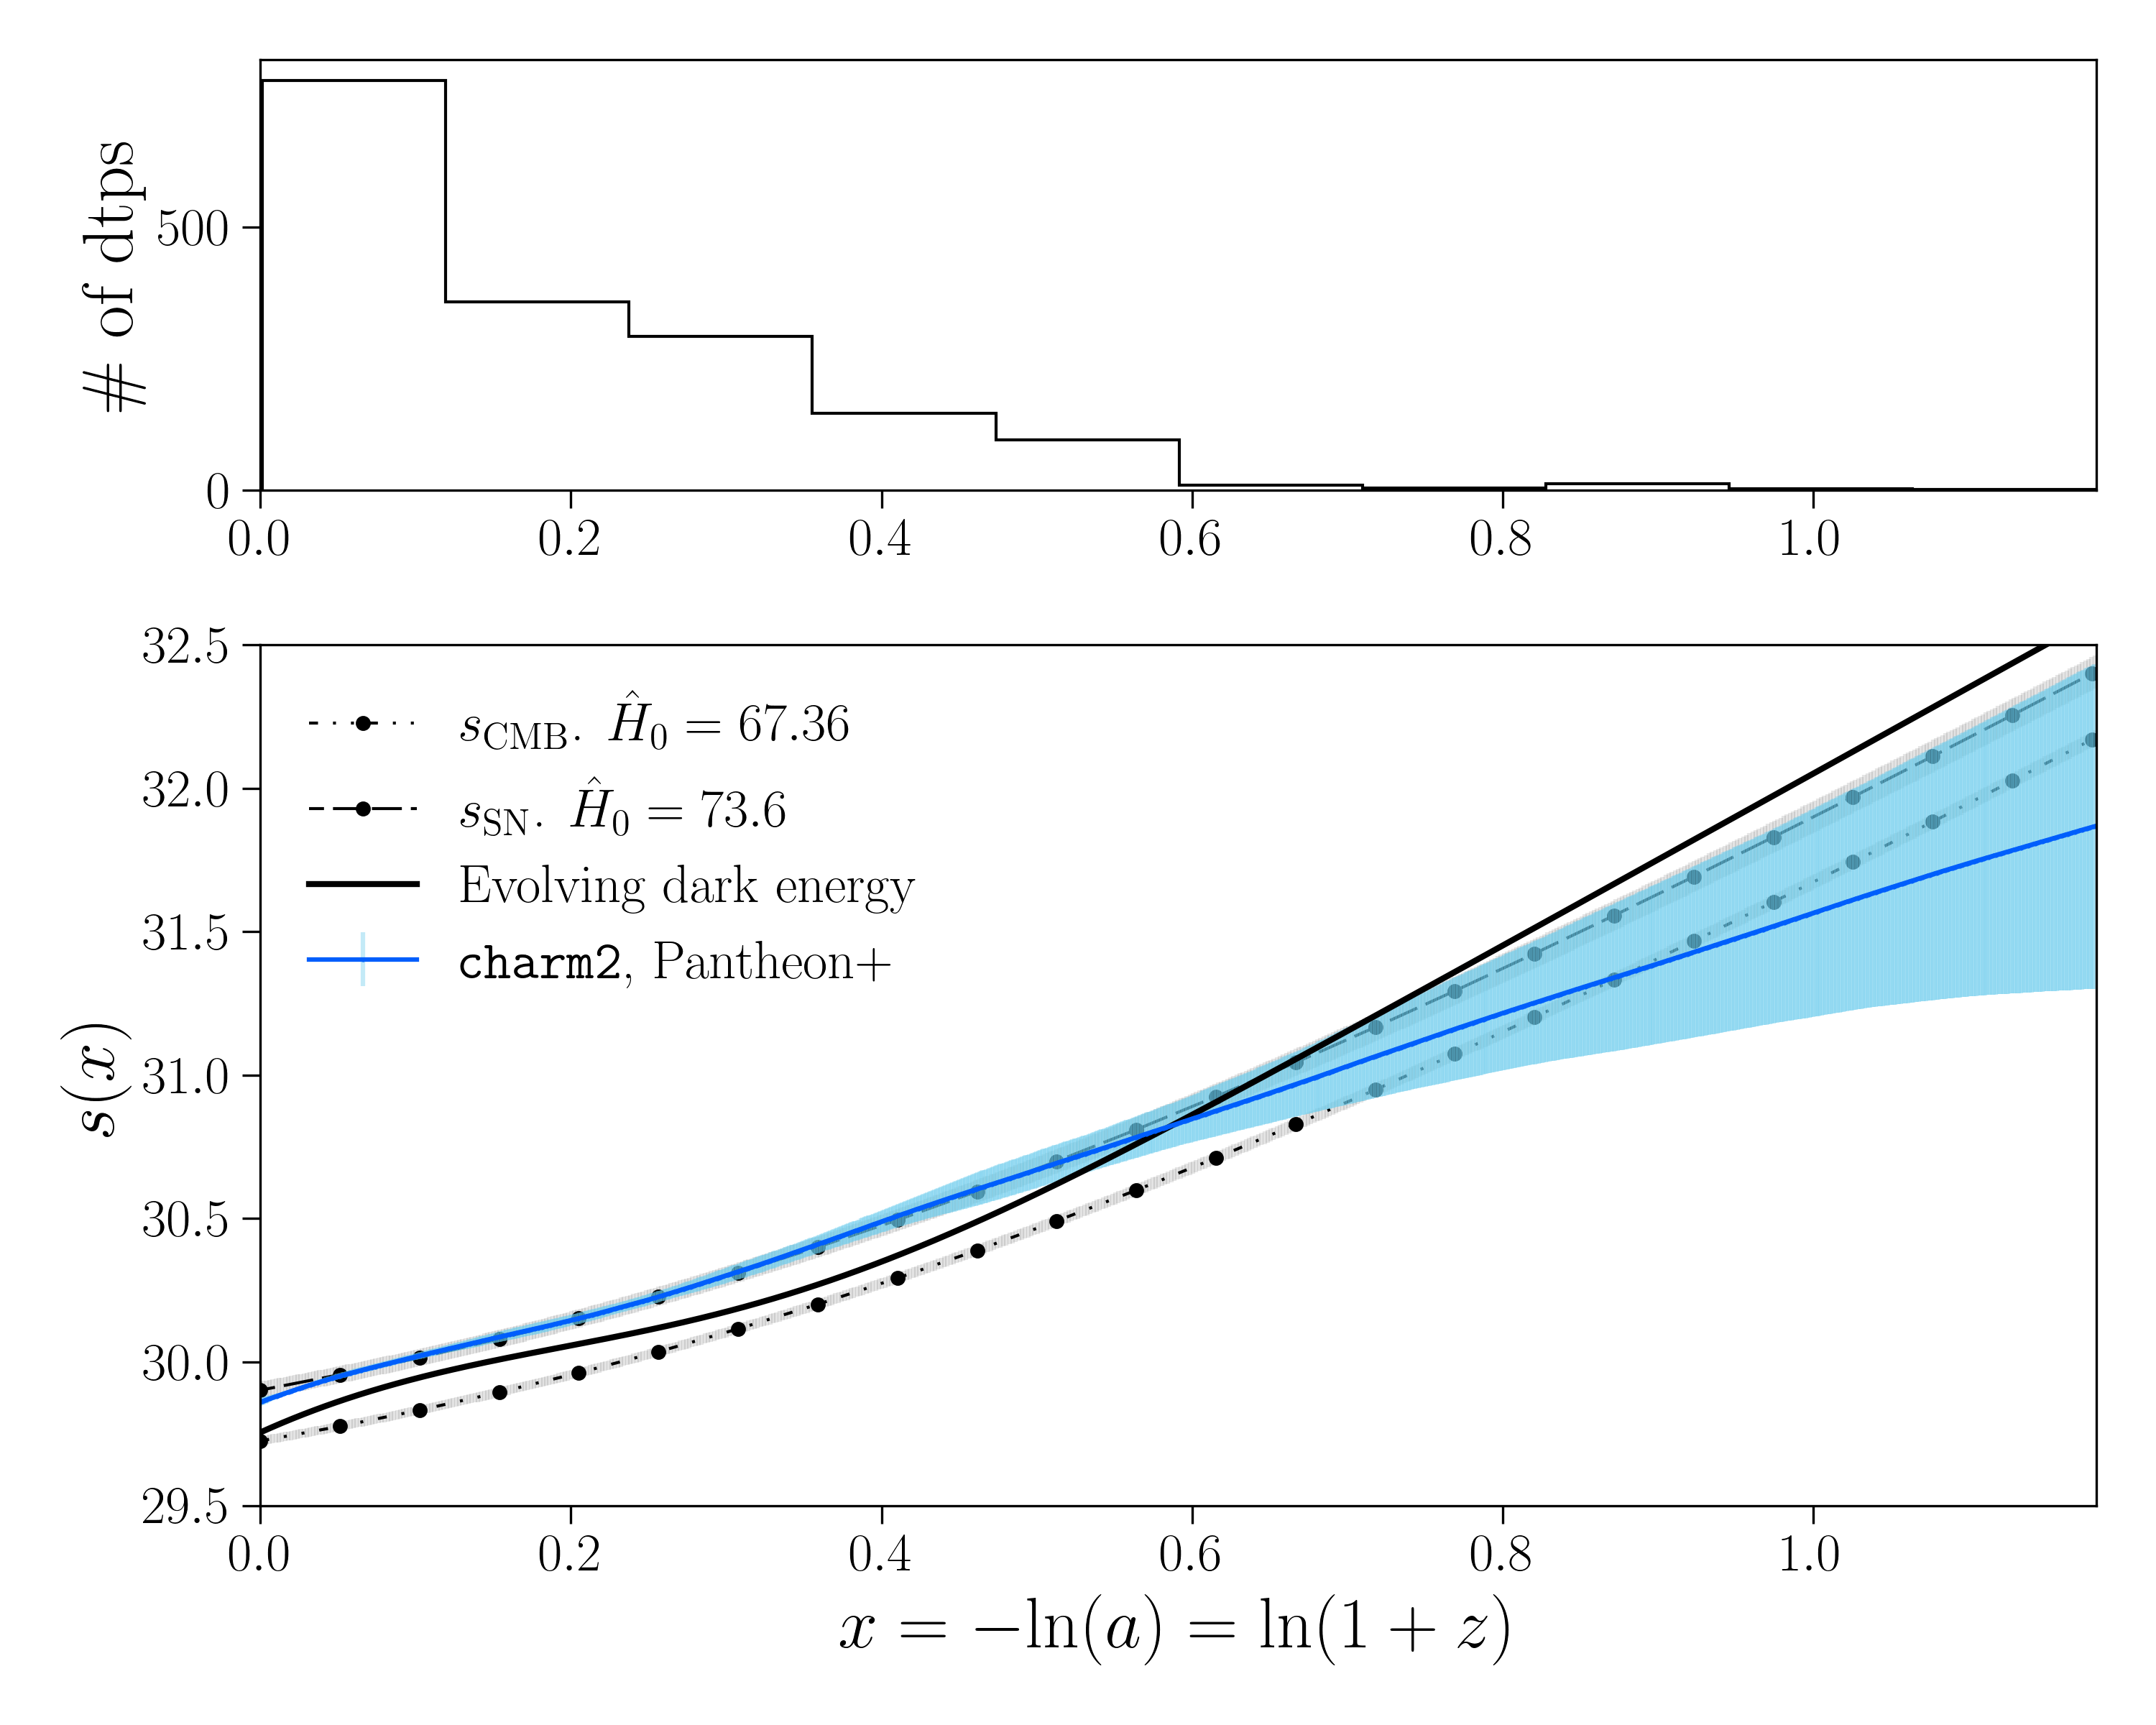 # of dtps
500
0
0.0 0.2 0.4 0.6 0.8 1.0
s(x)
32.5
32.0
31.5
31.0
30.5
30.0
29.5
s_CMB. Ĥ_0 = 67.36
s_SN. Ĥ_0 = 73.6
Evolving dark energy
charm2, Pantheon+
0.0 0.2 0.4 0.6 0.8 1.0
x = −ln(a) = ln(1 + z)